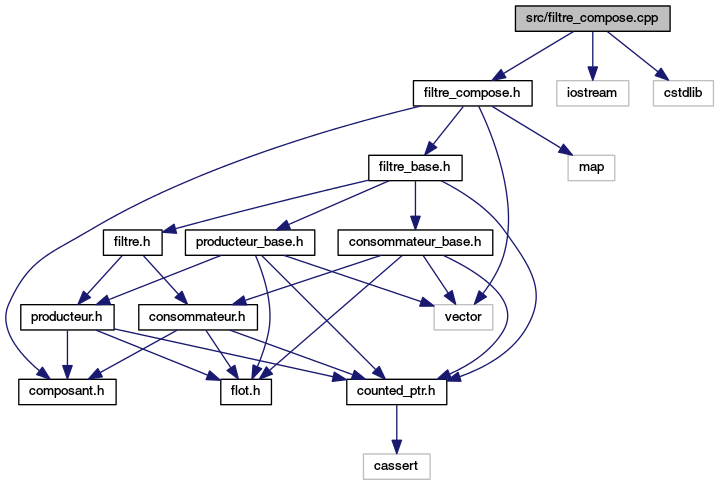 src/filtre_compose.cpp
filtre_compose.h
iostream
cstdlib
filtre_base.h
map
filtre.h
producteur_base.h
consommateur_base.h
producteur.h
consommateur.h
vector
composant.h
flot.h
counted_ptr.h
cassert